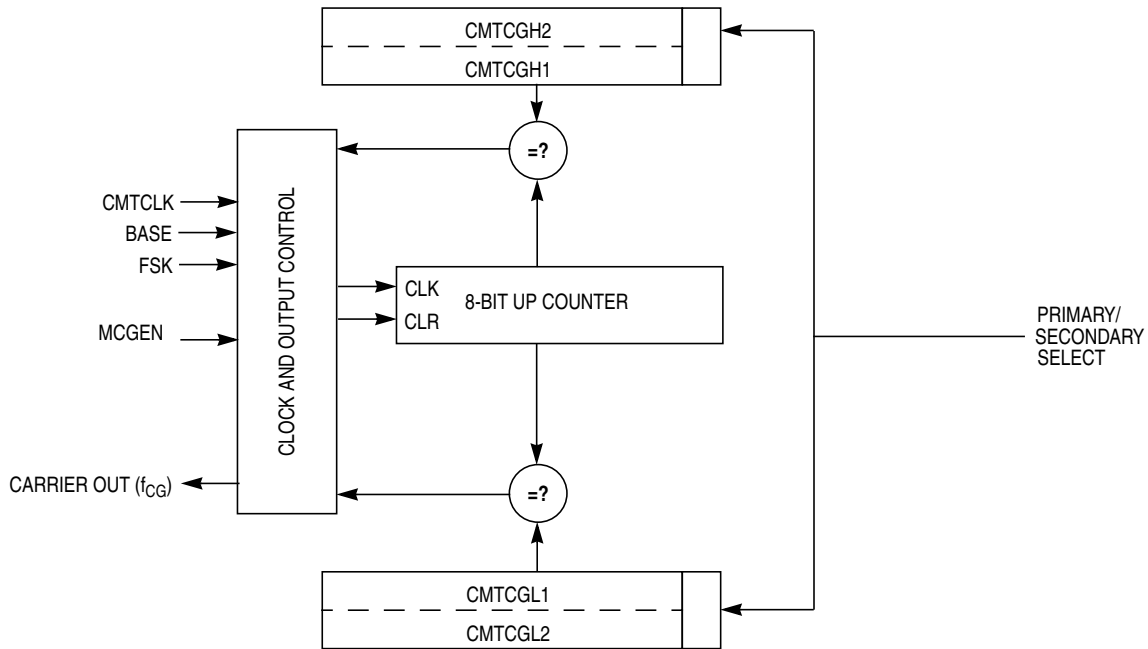 CMTCGH2
CMTCGH1
=?
CLOCK AND OUTPUT CONTROL
CMTCLK
BASE
FSK
MCGEN
CLK
CLR
8-BIT UP COUNTER
PRIMARY/
SECONDARY
SELECT
CARRIER OUT (fCG)
=?
CMTCGL1
CMTCGL2